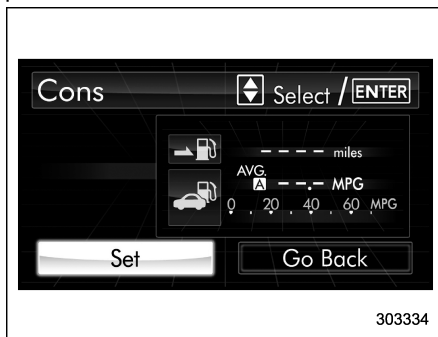 Cons Select / ENTER
- - - - miles
AVG.
A - -.- MPG
0 . 20 . 40 . 60 . MPG
Set Go Back
303334